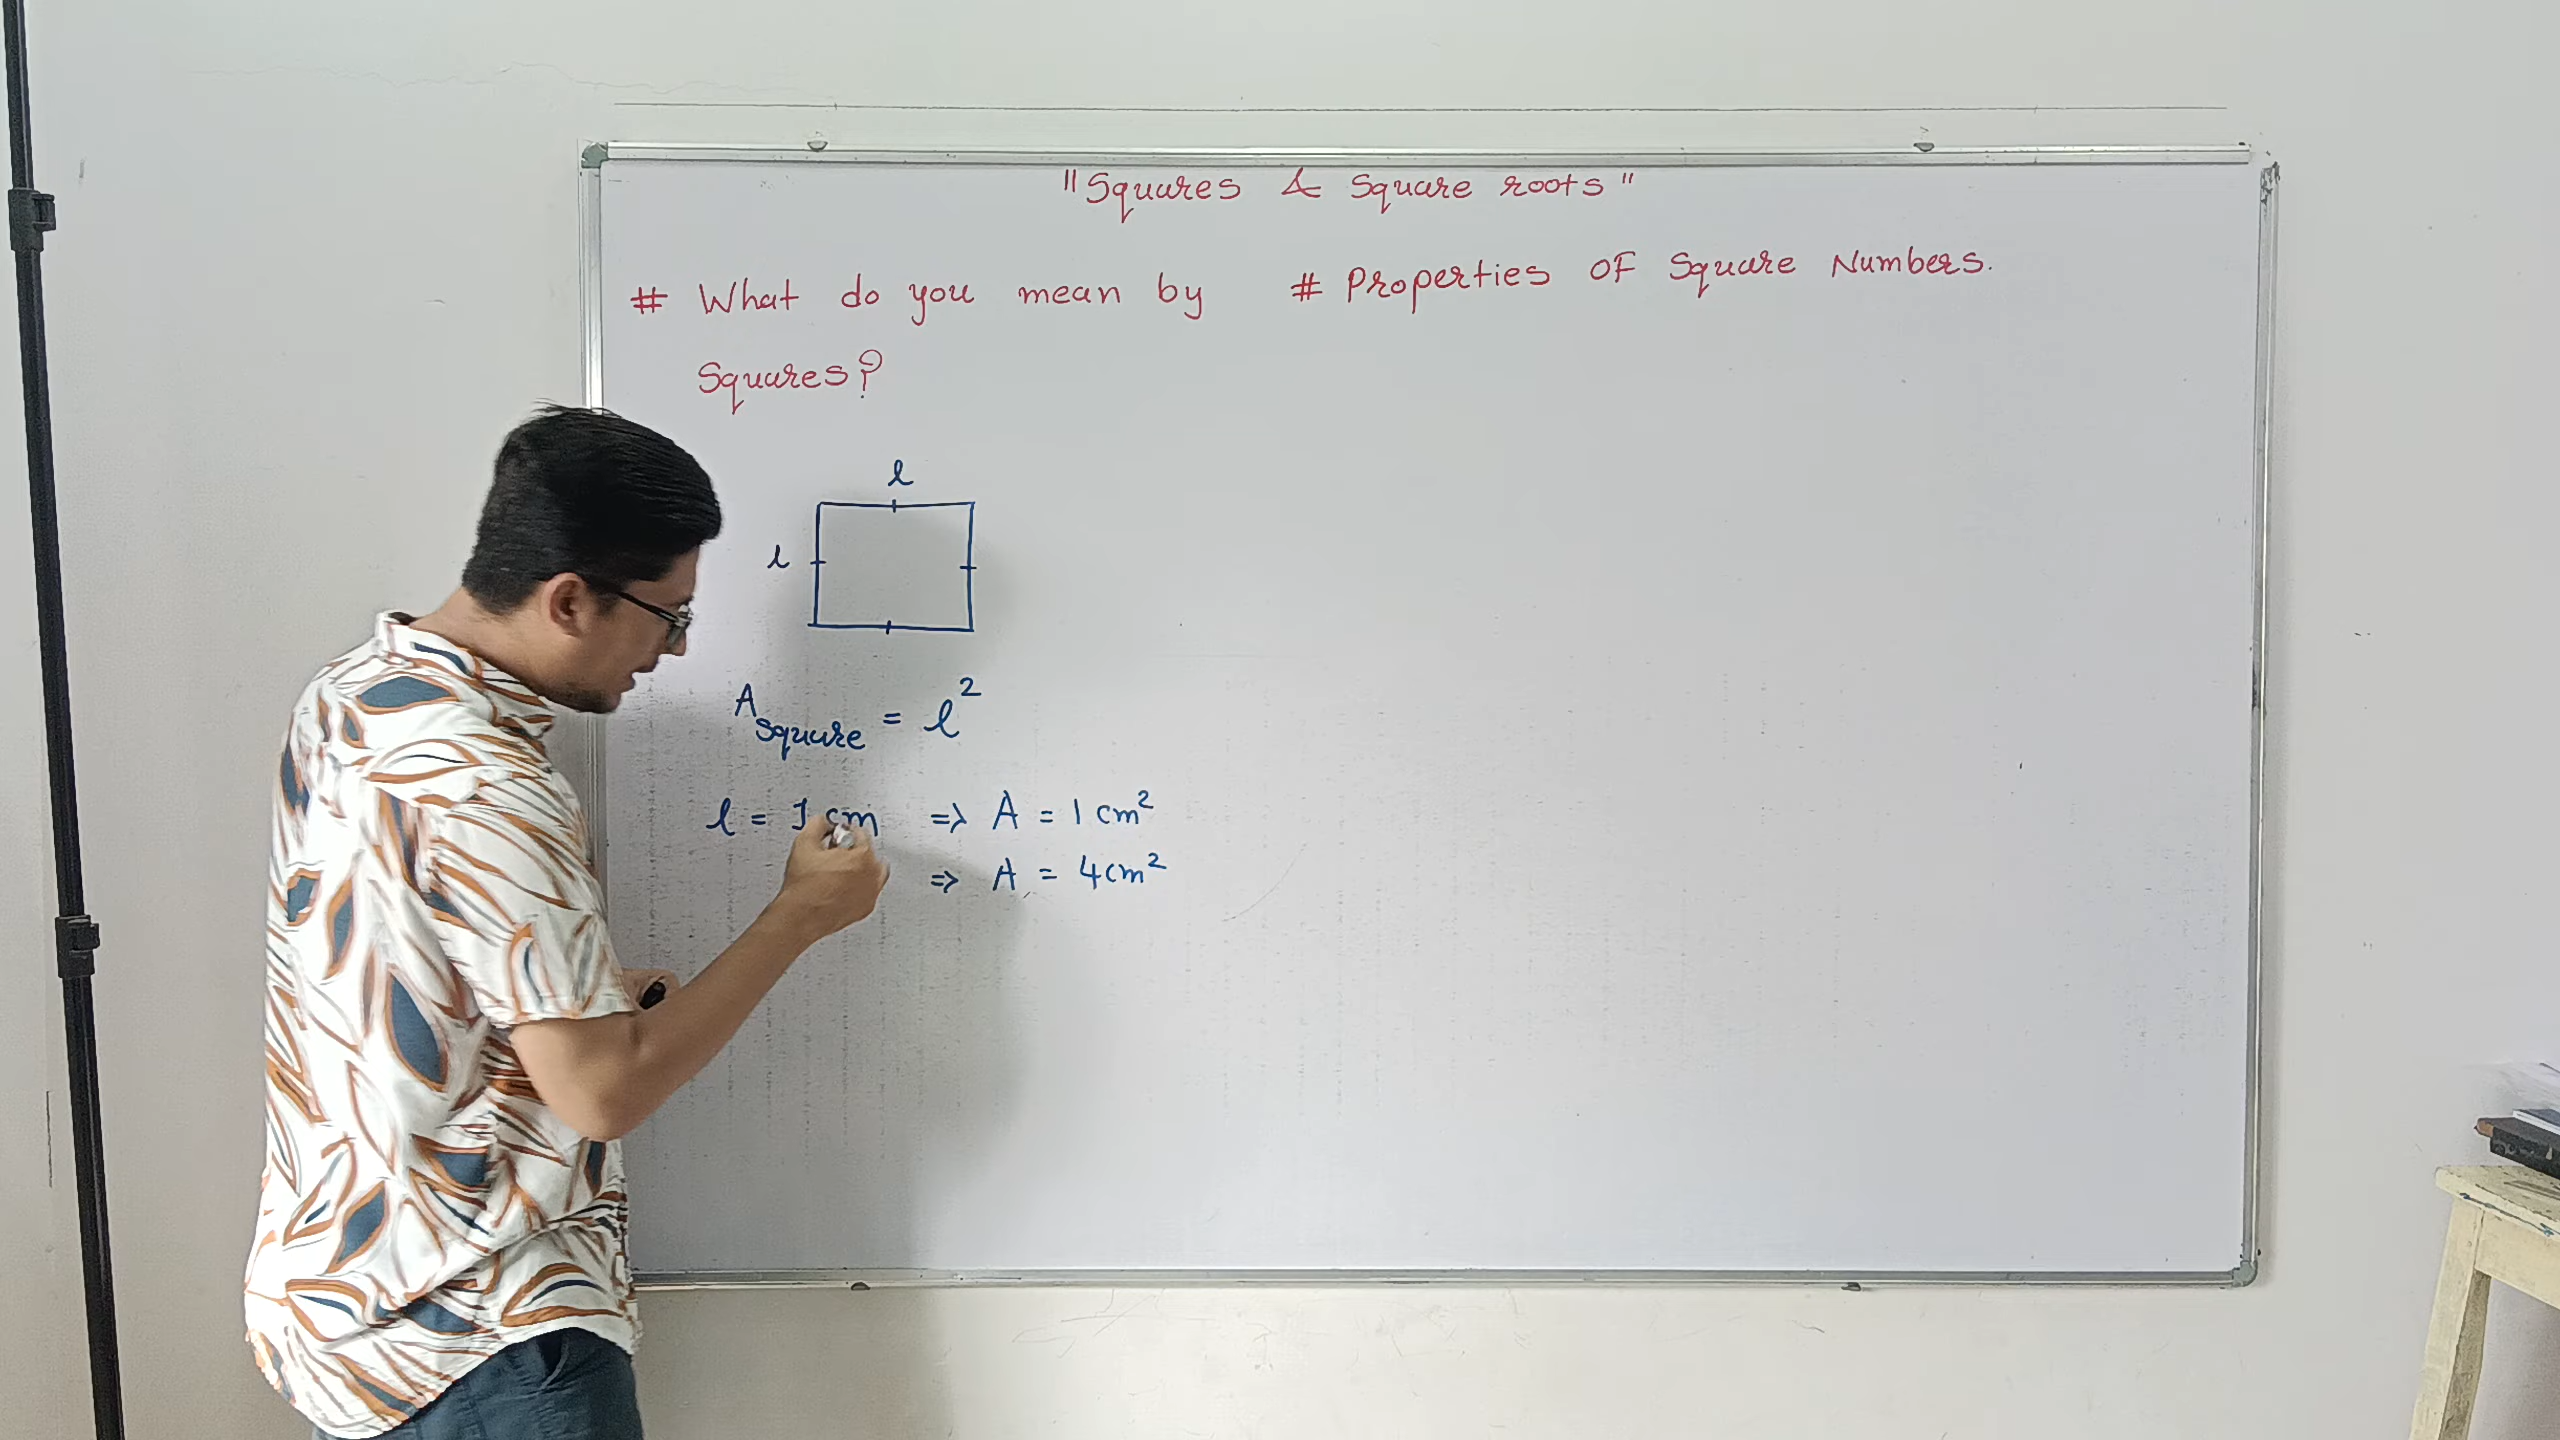 "Squares & Square roots"
# What do you mean by
Squares?
l
l
A square = l²
l = 1 cm => A = 1 cm²
=> A = 4cm²
# Properties OF Square Numbers.